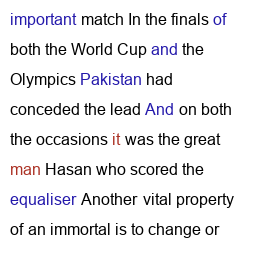 important match In the finals of
both the World Cup and the
Olympics Pakistan had
conceded the lead And on both
the occasions it was the great
man Hasan who scored the
equaliser Another vital property
of an immortal is to change or